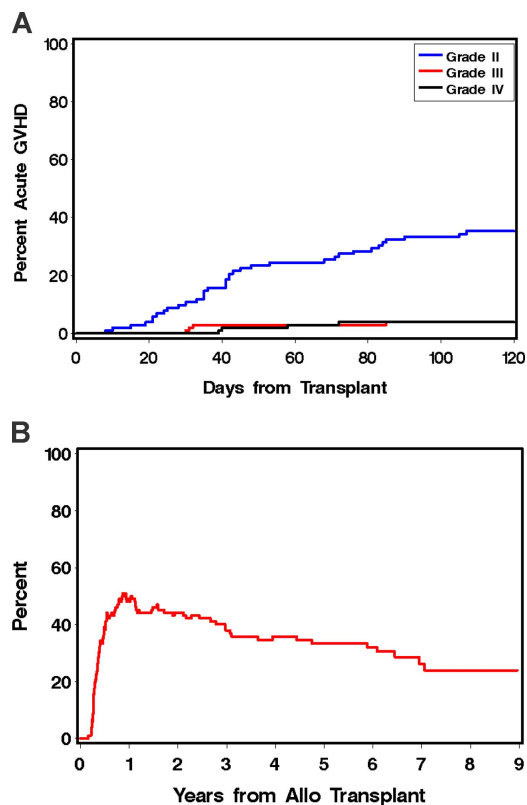 A
100
80
60
40
20
0
Percent Acute GVHD
Grade II
Grade III
Grade IV
0 20 40 60 80 100 120
Days from Transplant
B
100
80
60
40
20
0
Percent
0 1 2 3 4 5 6 7 8 9
Years from Allo Transplant